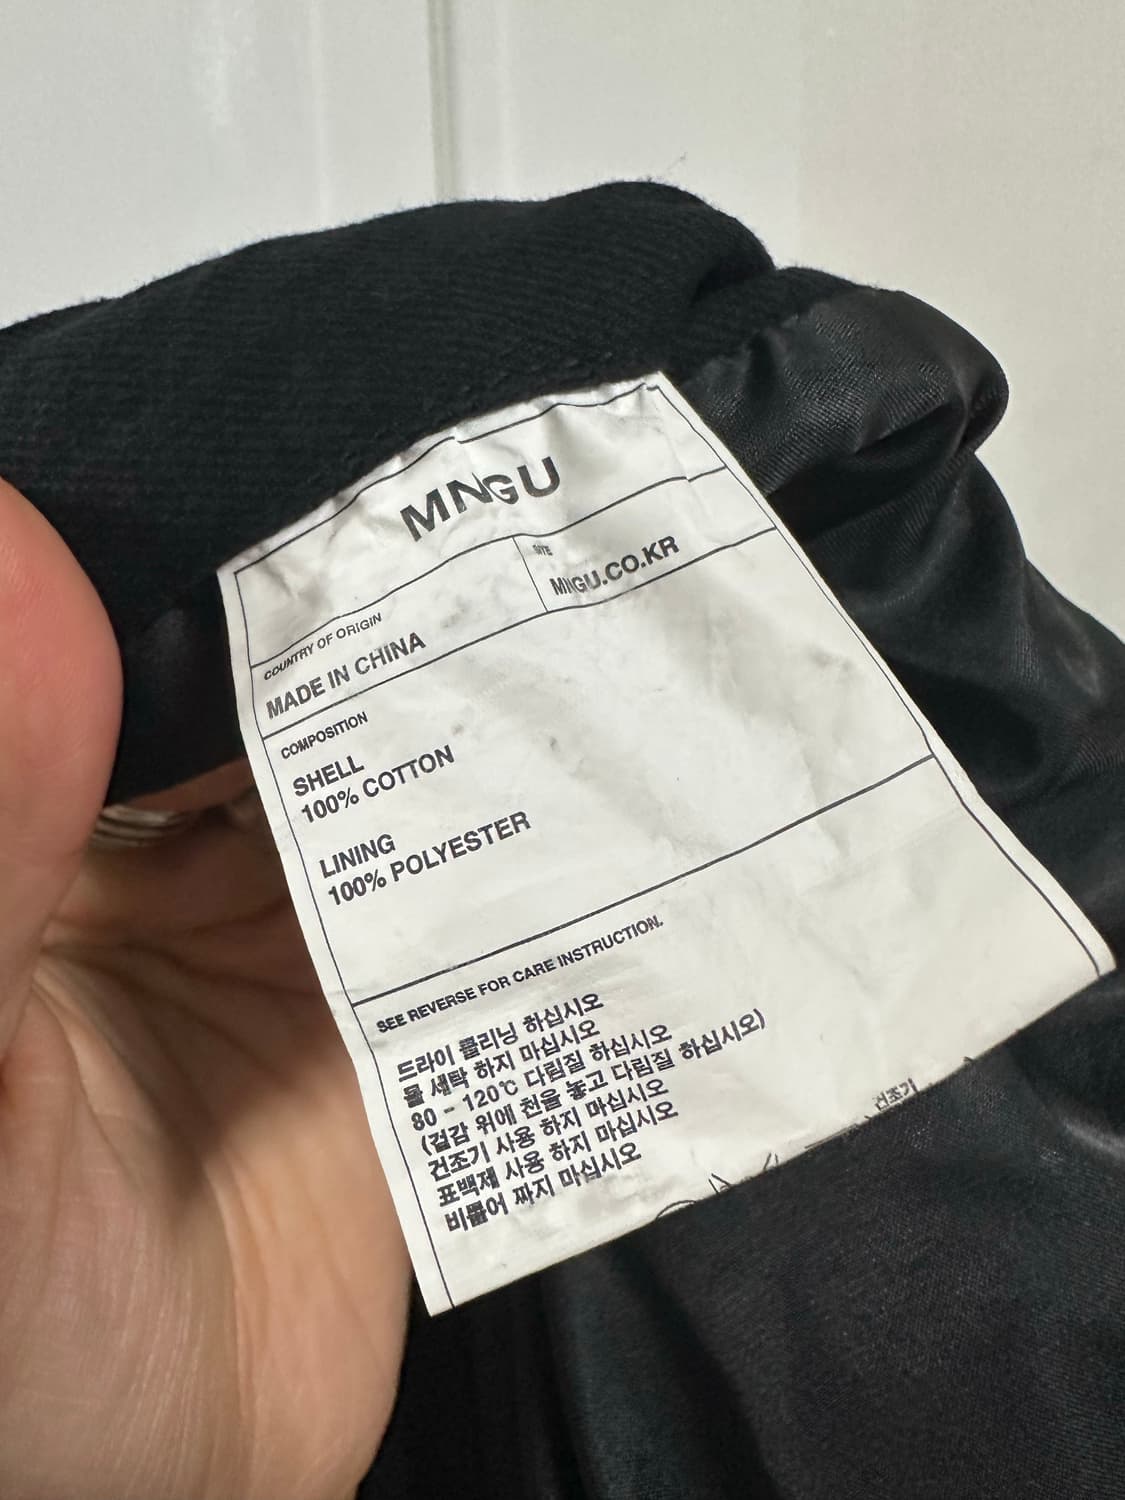 MNGU
SITE
MNGU.CO.KR
COUNTRY OF ORIGIN
MADE IN CHINA
COMPOSITION
SHELL
100% COTTON
LINING
100% POLYESTER
SEE REVERSE FOR CARE INSTRUCTION.
드라이 클리닝 하십시오
물 세탁 하지 마십시오
80 - 120℃ 다림질 하십시오
(겉감 위에 천을 놓고 다림질 하십시오)
건조기 사용 하지 마십시오
표백제 사용 하지 마십시오
비틀어 짜지 마십시오
건조기